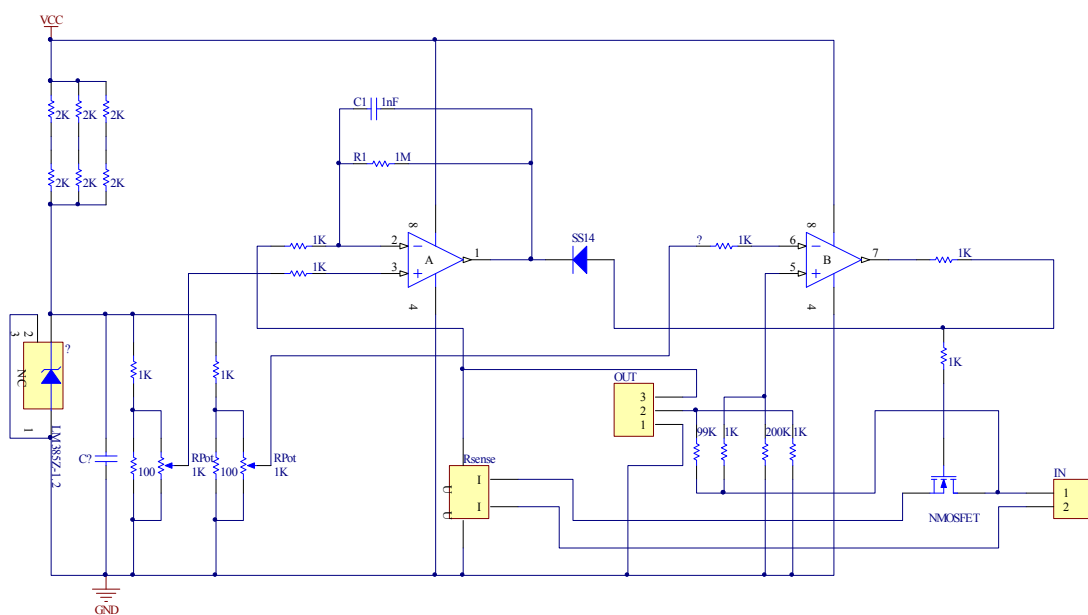 VCC
2K 2K 2K
2K 2K 2K
C1 1nF
R1 1M
8
1K 2
A 1
1K 3
4
SS14
? 1K 6
8
B 7
5
4
1K
1K
2
3
?
NC
1
LM385Z-1.2
C?
1K
1K
100
RPot
1K
100
RPot
1K
OUT
3
2
1
99K 1K 200K 1K
Rsense
I
U
U
I
NMOSFET
IN
1
2
GND